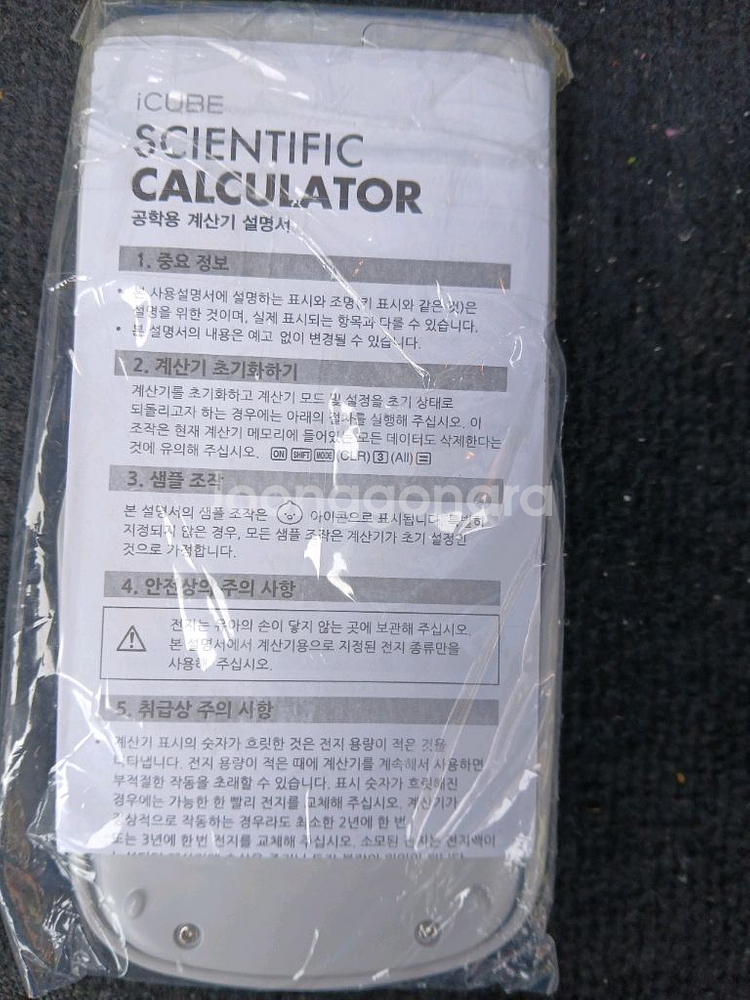 iCUBE
SCIENTIFIC
CALCULATOR
공학용 계산기 설명서
1. 중요 정보
• 본 사용설명서에 설명하는 표시와 조명(키 표시와 같은 것)은
설명을 위한 것이며, 실제 표시되는 항목과 다를 수 있습니다.
• 본 설명서의 내용은 예고 없이 변경될 수 있습니다.
2. 계산기 초기화하기
계산기를 초기화하고 계산기 모드 및 설정을 초기 상태로
되돌리고자 하는 경우에는 아래의 절차를 실행해 주십시오. 이
조작은 현재 계산기 메모리에 들어있는 모든 데이터도 삭제한다는
것에 유의해 주십시오. ON SHIFT MODE (CLR) 3 (All) =
3. 샘플 조작
joonggonara
본 설명서의 샘플 조작은 아이콘으로 표시됩니다. 특별히
지정되지 않은 경우, 모든 샘플 조작은 계산기가 초기 설정인
것으로 가정합니다.
4. 안전상의 주의 사항
전지는 유아의 손이 닿지 않는 곳에 보관해 주십시오.
본 설명서에서 계산기용으로 지정된 전지 종류만을
사용해 주십시오.
5. 취급상 주의 사항
• 계산기 표시의 숫자가 흐릿한 것은 전지 용량이 적은 것을
나타냅니다. 전지 용량이 적은 때에 계산기를 계속해서 사용하면
부적절한 작동을 초래할 수 있습니다. 표시 숫자가 흐릿해진
경우에는 가능한 한 빨리 전지를 교체해 주십시오. 계산기가
정상적으로 작동하는 경우라도 최소한 2년에 한 번
또는 3년에 한 번 전지를 교체해 주십시오. 소모된 전지는 전지액이